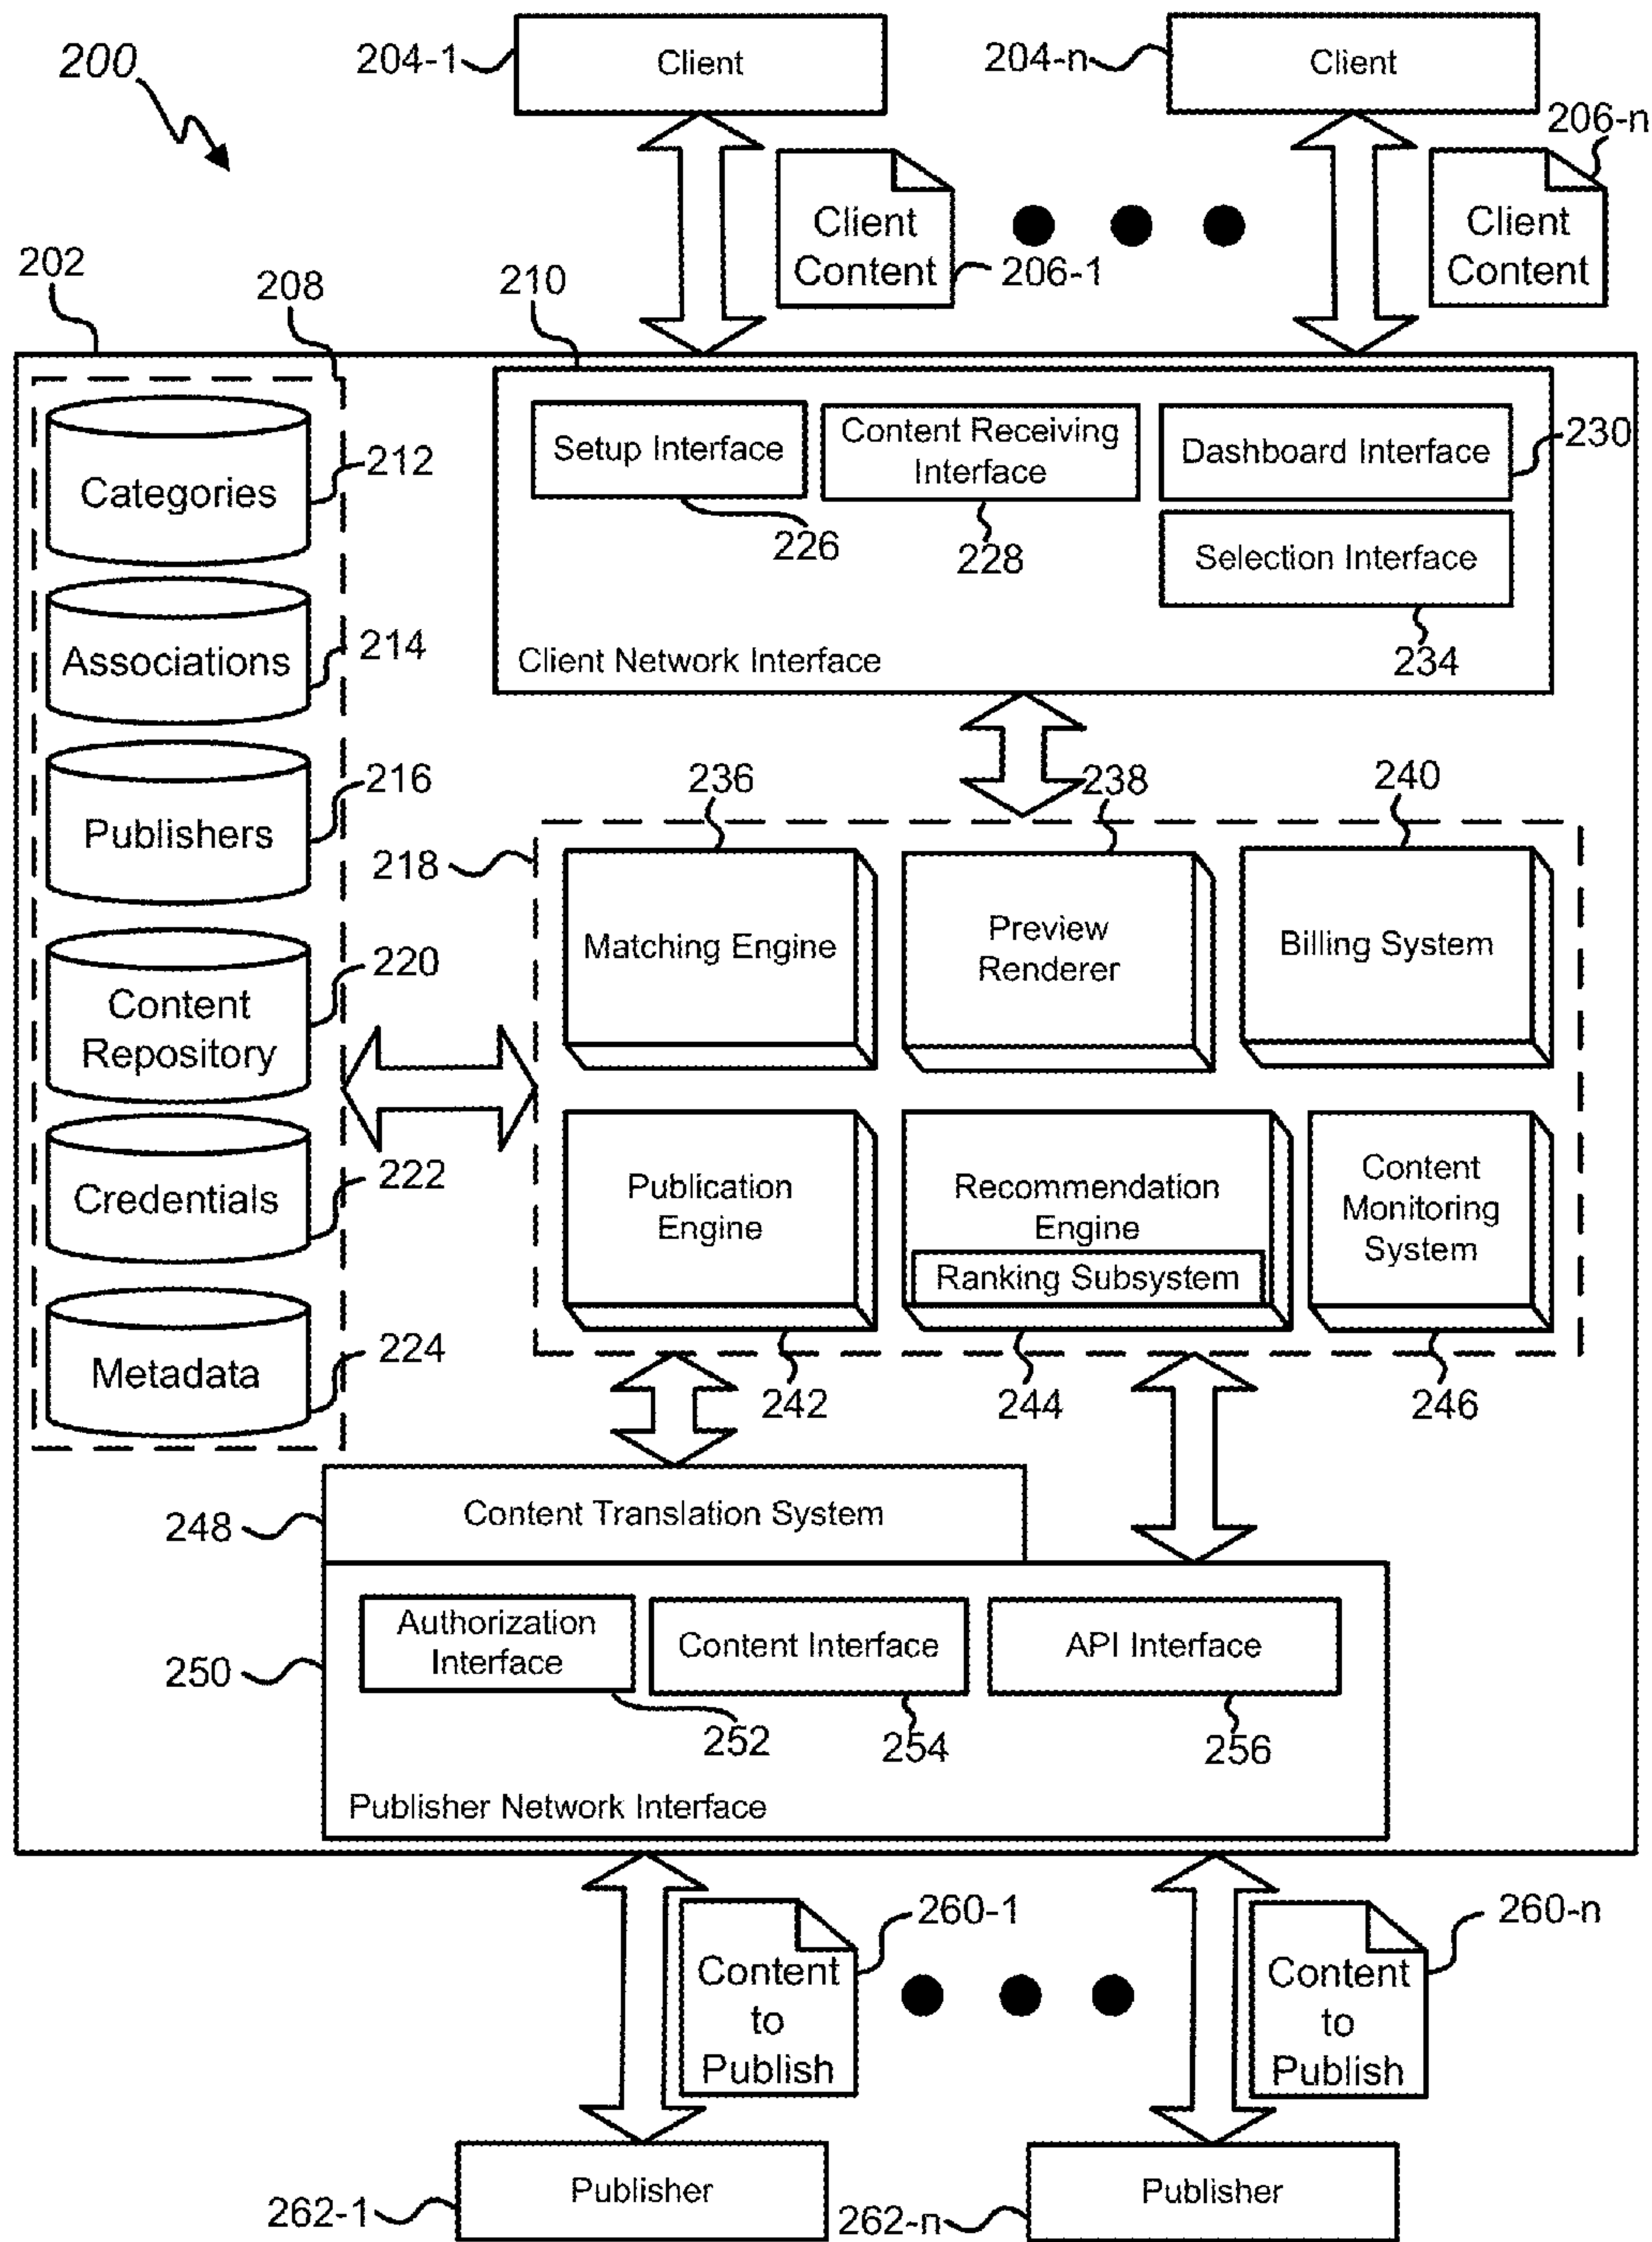 200
204-1
Client
204-n
Client
206-n
Client
Content
206-1
Client
Content
202
208
210
Setup Interface
226
Content Receiving
Interface
228
Dashboard Interface
230
Selection Interface
234
Client Network Interface
Categories
212
Associations
214
Publishers
216
Content
Repository
220
Credentials
222
Metadata
224
218
236
Matching Engine
238
Preview
Renderer
240
Billing System
Publication
Engine
242
Recommendation
Engine
Ranking Subsystem
244
Content
Monitoring
System
246
248
Content Translation System
250
Authorization
Interface
252
Content Interface
254
API Interface
256
Publisher Network Interface
260-1
Content
to
Publish
260-n
Content
to
Publish
262-1
Publisher
262-n
Publisher